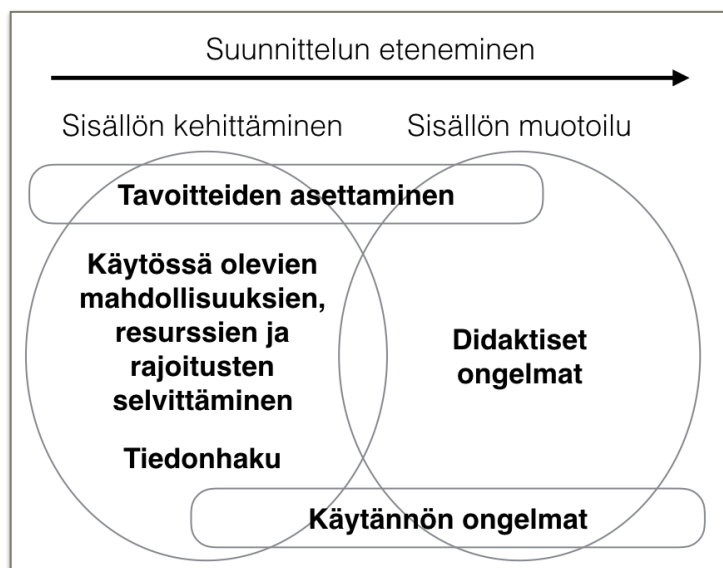 Suunnittelun eteneminen
Sisällön kehittäminen
Sisällön muotoilu
Tavoitteiden asettaminen
Käytössä olevien
mahdollisuuksien,
resurssien ja
rajoitusten
selvittäminen
Tiedonhaku
Didaktiset
ongelmat
Käytännön ongelmat